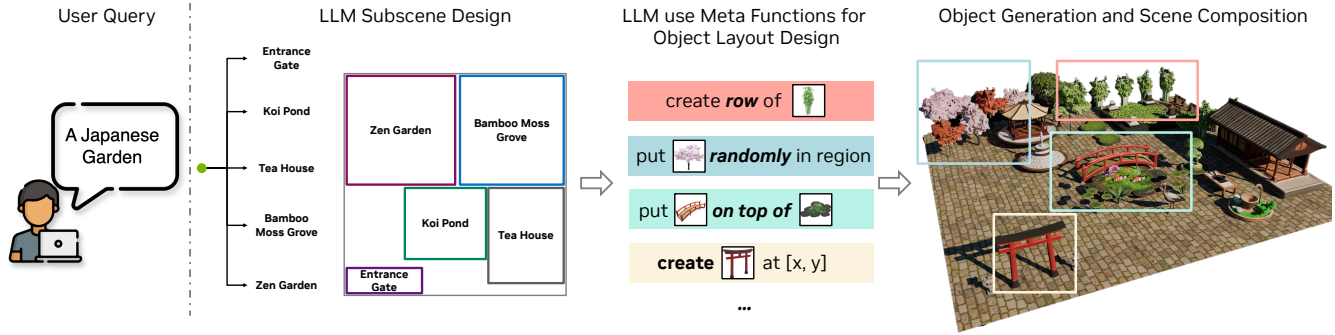 User Query
LLM Subscene Design
LLM use Meta Functions for
Object Layout Design
Object Generation and Scene Composition
A Japanese
Garden
Entrance
Gate
Koi Pond
Tea House
Bamboo
Moss Grove
Zen Garden
Zen Garden
Bamboo Moss
Grove
Koi Pond
Tea House
Entrance
Gate
create row of
put randomly in region
put on top of
create at [x, y]
...